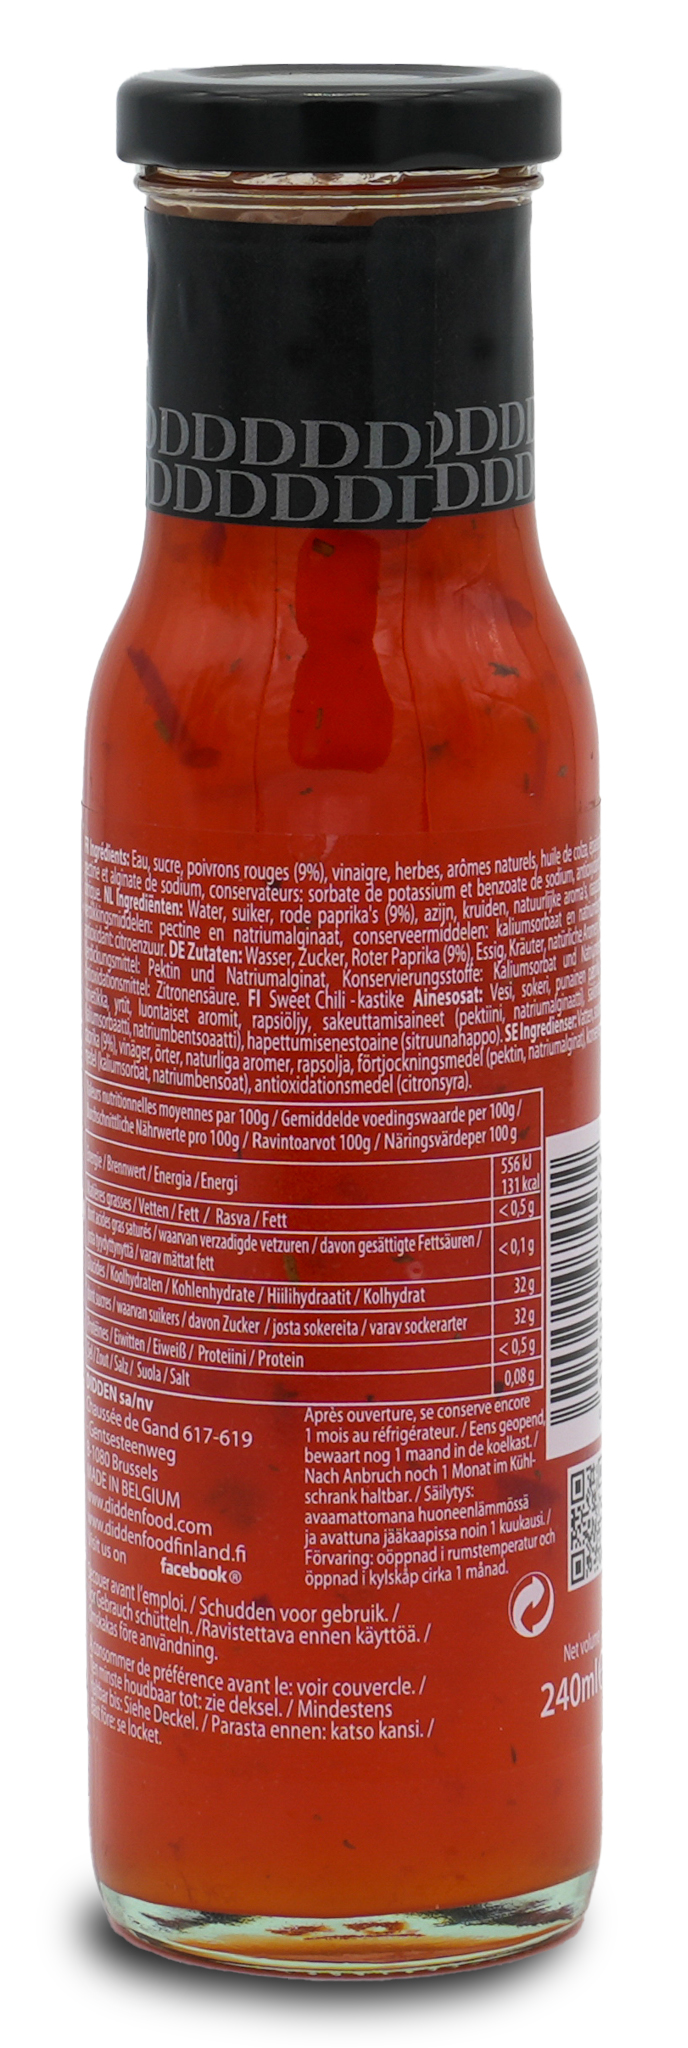 DDDDDDD DDD
DDDDDDD DDD
Ingrédients: Eau, sucre, poivrons rouges (9%), vinaigre, herbes, arômes naturels, huile de colza,
pectine et alginate de sodium, conservateurs: sorbate de potassium et benzoate de sodium,
NL Ingrediënten: Water, suiker, rode paprika's (9%), azijn, kruiden, natuurlijke aroma's,
pectine en natriumalginaat, conserveermiddelen: kaliumsorbaat en
citroenzuur. DE Zutaten: Wasser, Zucker, Roter Paprika (9%), Essig, Kräuter, natürliche
Pektin und Natriumalginat, Konservierungsstoffe: Kaliumsorbat und
Zitronensäure. FI Sweet Chili -kastike Ainesosat: Vesi, sokeri, punainen
yrtit, luontaiset aromit, rapsiöljy, sakeuttamisaineet (pektiini, natriumalginaatti),
natriumbentsoaatti), hapettumisenestoaine (sitruunahappo). SE Ingredienser:
(9%), vinäger, örter, naturliga aromer, rapsolja, förtjockningsmedel (pektin, natriumalginat),
(kaliumsorbat, natriumbensoat), antioxidationsmedel (citronsyra).
nutritionnelles moyennes par 100g / Gemiddelde voedingswaarde per 100g /
Nährwerte pro 100g / Ravintoarvot 100g / Näringsvärdeper 100 g
/ Brennwert / Energia / Energi 556 kJ
131 kcal
grasses / Vetten / Fett / Rasva / Fett < 0,5 g
acides gras saturés / waarvan verzadigde vetzuren / davon gesättigte Fettsäuren / < 0,1 g
/ varav mättat fett
/ Koolhydraten / Kohlenhydrate / Hiilihydraatit / Kolhydrat 32 g
sucres / waarvan suikers / davon Zucker / josta sokereita / varav sockerarter 32 g
/ Eiwitten / Eiweiß / Proteiini / Protein < 0,5 g
/ Zout / Salz / Suola / Salt 0,08 g
DIDDEN sa/nv
Chaussée de Gand 617-619
Gentsesteenweg
B-1080 Brussels
MADE IN BELGIUM
www.diddenfood.com
www.diddenfoodfinland.fi
Visit us on
facebook®
Après ouverture, se conserve encore
1 mois au réfrigérateur. / Eens geopend,
bewaart nog 1 maand in de koelkast. /
Nach Anbruch noch 1 Monat im Kühl-
schrank haltbar. / Säilytys:
avaamattomana huoneenlämmössä
ja avattuna jääkaapissa noin 1 kuukausi. /
Förvaring: oöppnad i rumstemperatur och
öppnad i kylskåp cirka 1 månad.
avant l'emploi. / Schudden voor gebruik. /
Gebrauch schütteln. /Ravistettava ennen käyttöä. /
före användning.
consommer de préférence avant le: voir couvercle. /
minste houdbaar tot: zie deksel. / Mindestens
bis: Siehe Deckel. / Parasta ennen: katso kansi. /
före: se locket.
Net
240ml